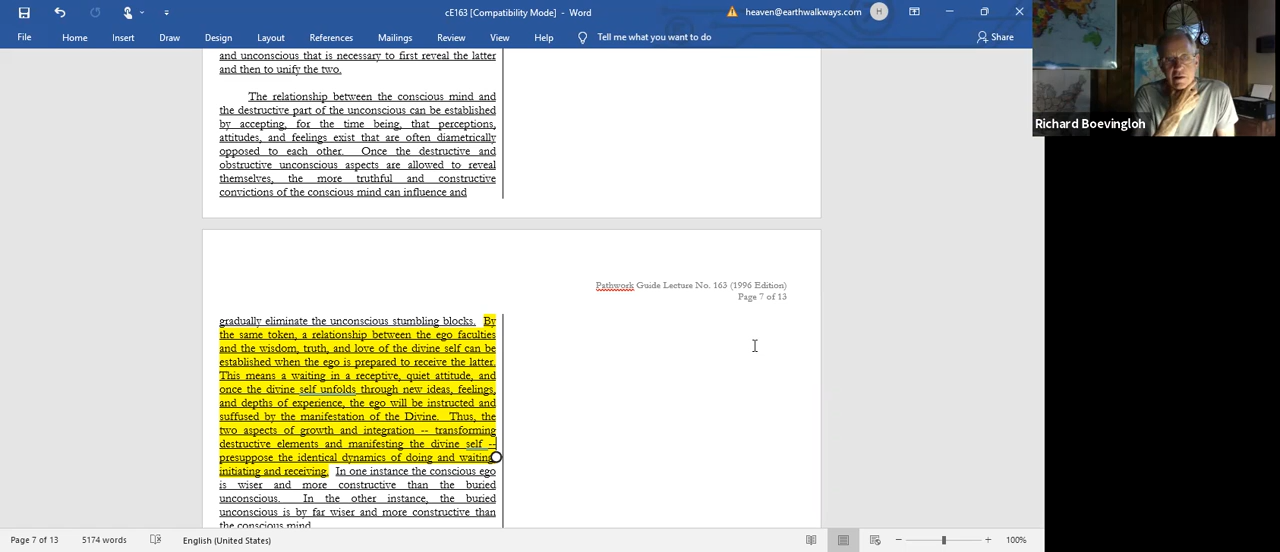 cE163 [Compatibility Mode] - Word
heaven@earthwalkways.com
H
File Home Insert Draw Design Layout References Mailings Review View Help Tell me what you want to do Share
and unconscious that is necessary to first reveal the latter
and then to unify the two.
The relationship between the conscious mind and
the destructive part of the unconscious can be established
by accepting, for the time being, that perceptions,
attitudes, and feelings exist that are often diametrically
opposed to each other. Once the destructive and
obstructive unconscious aspects are allowed to reveal
themselves, the more truthful and constructive
convictions of the conscious mind can influence and
Pathwork Guide Lecture No. 163 (1996 Edition)
Page 7 of 13
gradually eliminate the unconscious stumbling blocks. By
the same token, a relationship between the ego faculties
and the wisdom, truth, and love of the divine self can be
established when the ego is prepared to receive the latter.
This means a waiting in a receptive, quiet attitude, and
once the divine self unfolds through new ideas, feelings,
and depths of experience, the ego will be instructed and
suffused by the manifestation of the Divine. Thus, the
two aspects of growth and integration -- transforming
destructive elements and manifesting the divine self --
presuppose the identical dynamics of doing and waiting,
initiating and receiving. In one instance the conscious ego
is wiser and more constructive than the buried
unconscious. In the other instance, the buried
unconscious is by far wiser and more constructive than
the conscious mind.
Page 7 of 13 5174 words English (United States) 100%
Richard Boevingloh